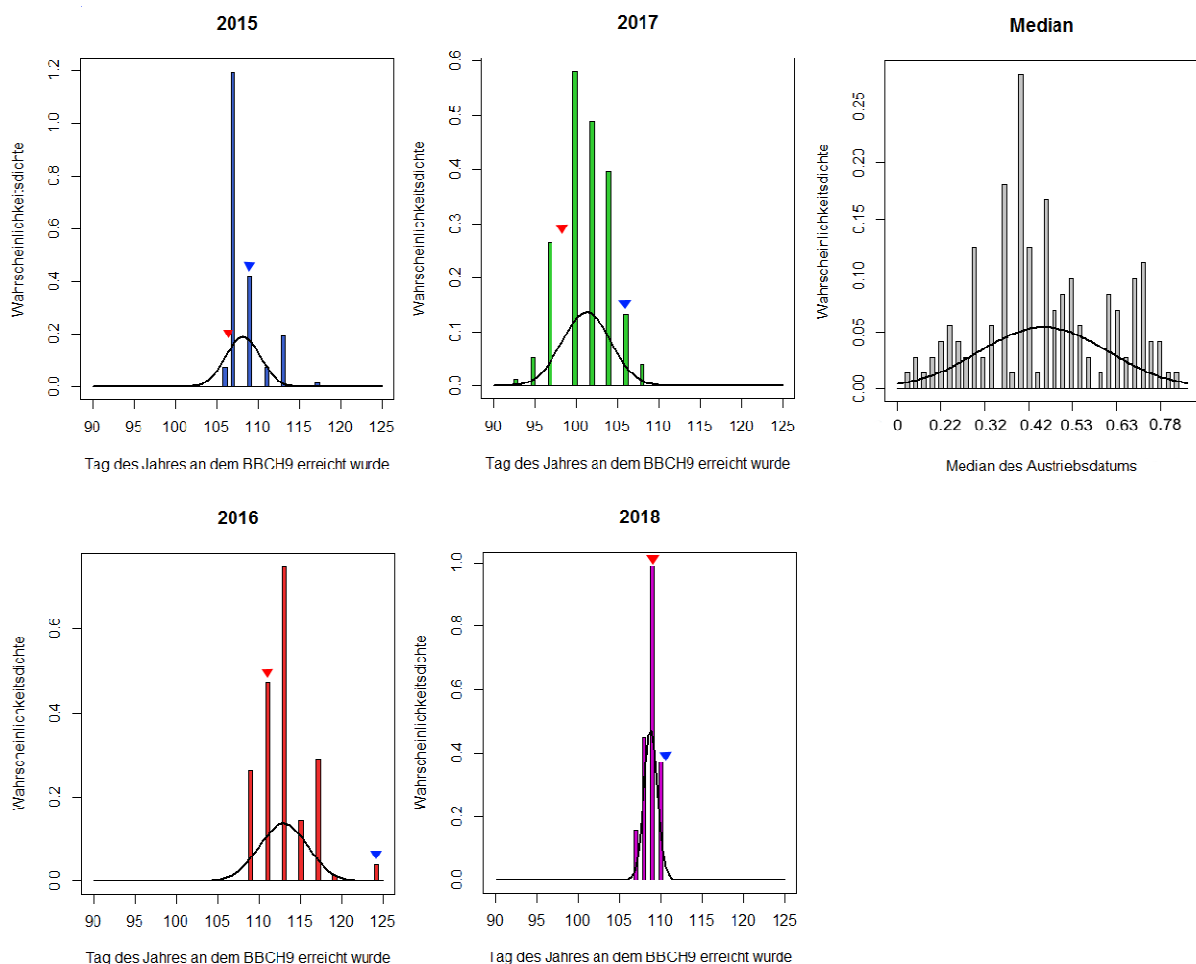 2015
Wahrscheinlichkeitsdichte
0.0 0.2 0.4 0.6 0.8 1.0 1.2
90 95 100 105 110 115 120 125
Tag des Jahres an dem BBCH9 erreicht wurde
2017
Wahrscheinlichkeitsdichte
0.0 0.1 0.2 0.3 0.4 0.5 0.6
90 95 100 105 110 115 120 125
Tag des Jahres an dem BBCH9 erreicht wurde
Median
Wahrscheinlichkeitsdichte
0.00 0.05 0.10 0.15 0.20 0.25
0 0.22 0.32 0.42 0.53 0.63 0.78
Median des Austriebsdatums
2016
Wahrscheinlichkeitsdichte
0.0 0.2 0.4 0.6
90 95 100 105 110 115 120 125
Tag des Jahres an dem BBCH9 erreicht wurde
2018
Wahrscheinlichkeitsdichte
0.0 0.2 0.4 0.6 0.8 1.0
90 95 100 105 110 115 120 125
Tag des Jahres an dem BBCH9 erreicht wurde